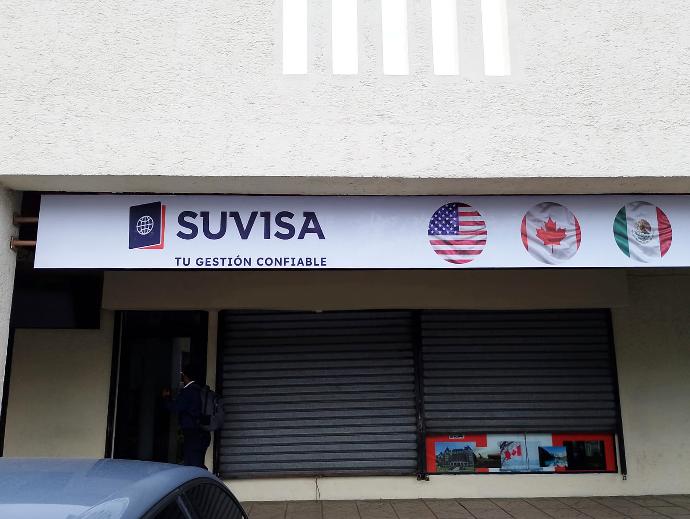 SUVISA
TU GESTIÓN CONFIABLE